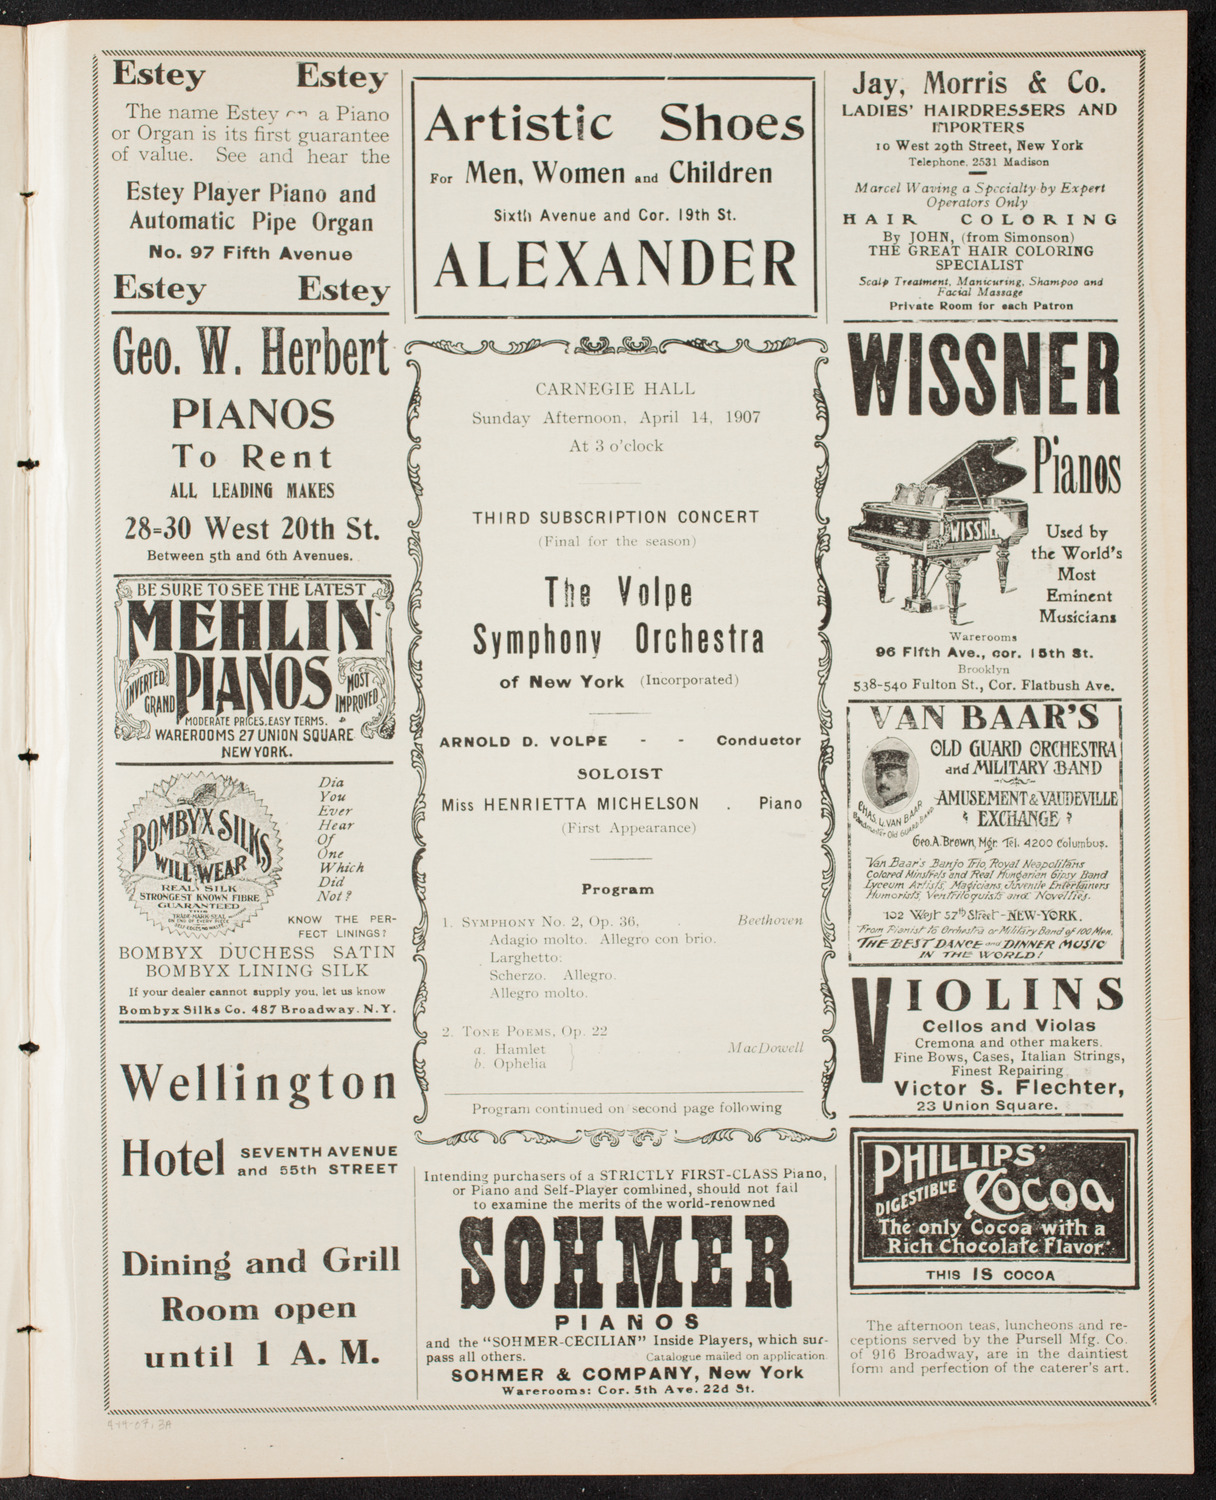 Estey Estey
The name Estey on a Piano
or Organ is its first guarantee
of value. See and hear the
Estey Player Piano and
Automatic Pipe Organ
No. 97 Fifth Avenue
Estey Estey
Geo. W. Herbert
PIANOS
To Rent
ALL LEADING MAKES
28=30 West 20th St.
Between 5th and 6th Avenues.
BE SURE TO SEE THE LATEST
MEHLIN
PIANOS
INVERTED
GRAND
MOST
IMPROVED
MODERATE PRICES. EASY TERMS.
WAREROOMS 27 UNION SQUARE
NEW YORK.
BOMBYX SILKS
WILL WEAR
REAL SILK
STRONGEST KNOWN FIBRE
GUARANTEED
Dia
You
Ever
Hear
Of
One
Which
Did
Not?
KNOW THE PER-
FECT LININGS?
BOMBYX DUCHESS SATIN
BOMBYX LINING SILK
If your dealer cannot supply you, let us know
Bombyx Silks Co. 487 Broadway. N.Y.
Wellington
Hotel SEVENTH AVENUE
and 55th STREET
Dining and Grill
Room open
until 1 A. M.
Artistic Shoes
For Men, Women and Children
Sixth Avenue and Cor. 19th St.
ALEXANDER
CARNEGIE HALL
Sunday Afternoon, April 14, 1907
At 3 o'clock
THIRD SUBSCRIPTION CONCERT
(Final for the season)
The Volpe
Symphony Orchestra
of New York (Incorporated)
ARNOLD D. VOLPE - - Conductor
SOLOIST
Miss HENRIETTA MICHELSON . Piano
(First Appearance)
Program
1. SYMPHONY No. 2, Op. 36, . Beethoven
Adagio molto. Allegro con brio.
Larghetto.
Scherzo. Allegro.
Allegro molto.
2. TONE POEMS, Op. 22
a. Hamlet . MacDowell
b. Ophelia
Program continued on second page following
Intending purchasers of a STRICTLY FIRST-CLASS Piano,
or Piano and Self-Player combined, should not fail
to examine the merits of the world-renowned
SOHMER
PIANOS
and the "SOHMER-CECILIAN" Inside Players, which sur-
pass all others. Catalogue mailed on application.
SOHMER & COMPANY, New York
Warerooms: Cor. 5th Ave. 22d St.
Jay, Morris & Co.
LADIES' HAIRDRESSERS AND
IMPORTERS
10 West 29th Street, New York
Telephone, 2531 Madison
Marcel Waving a Specialty by Expert
Operators Only
HAIR COLORING
By JOHN, (from Simonson)
THE GREAT HAIR COLORING
SPECIALIST
Scalp Treatment, Manicuring, Shampoo and
Facial Massage
Private Room for each Patron
WISSNER
Pianos
WISSNER
Used by
the World's
Most
Eminent
Musicians
Warerooms
96 Fifth Ave., cor. 15th St.
Brooklyn
538-540 Fulton St., Cor. Flatbush Ave.
VAN BAAR'S
OLD GUARD ORCHESTRA
and MILITARY BAND
AMUSEMENT & VAUDEVILLE
EXCHANGE
CHAS. U. VAN BAAR
Bandmaster Old Guard Band
Geo. A. Brown, Mgr. Tel. 4200 Columbus.
Van Baar's Banjo Trio, Royal Neapolitans
Colored Minstrels and Real Hungarian Gipsy Band
Lyceum Artists, Magicians, Juvenile Entertainers
Humorists, Ventriloquists and Novelties.
102 West 57th Street-NEW-YORK.
"From Pianist to Orchestra or Military Band of 100 Men.
THE BEST DANCE and DINNER MUSIC
IN THE WORLD!
VIOLINS
Cellos and Violas
Cremona and other makers.
Fine Bows, Cases, Italian Strings,
Finest Repairing
Victor S. Flechter,
23 Union Square.
PHILLIPS'
DIGESTIBLE COCOA
The only Cocoa with a
Rich Chocolate Flavor."
THIS IS COCOA
The afternoon teas, luncheons and re-
ceptions served by the Pursell Mfg. Co.
of 916 Broadway, are in the daintiest
form and perfection of the caterer's art.